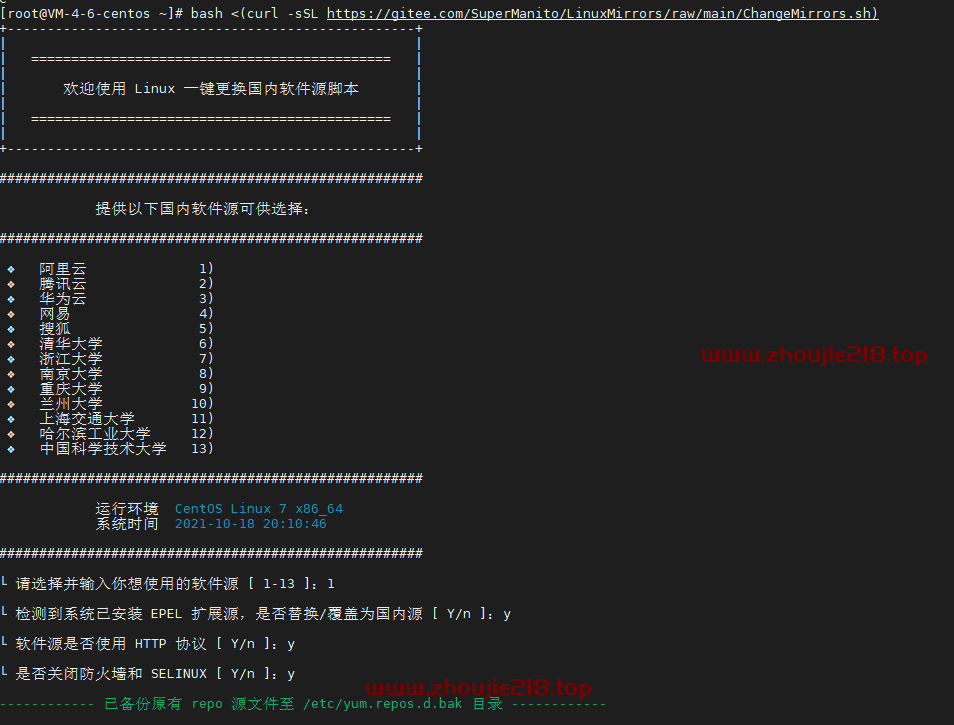 [root@VM-4-6-centos ~]# bash <(curl -sSL https://gitee.com/SuperManito/LinuxMirrors/raw/main/ChangeMirrors.sh)
+---------------------------------------------------+
| ============================================= |
| 欢迎使用 Linux 一键更换国内软件源脚本 |
| ============================================= |
+---------------------------------------------------+
#####################################################
提供以下国内软件源可供选择：
#####################################################
❖ 阿里云 1)
❖ 腾讯云 2)
❖ 华为云 3)
❖ 网易 4)
❖ 搜狐 5)
❖ 清华大学 6)
❖ 浙江大学 7)
❖ 南京大学 8)
❖ 重庆大学 9)
❖ 兰州大学 10)
❖ 上海交通大学 11)
❖ 哈尔滨工业大学 12)
❖ 中国科学技术大学 13)
www.zhoujie218.top
#####################################################
运行环境 CentOS Linux 7 x86_64
系统时间 2021-10-18 20:10:46
#####################################################
└ 请选择并输入你想使用的软件源 [ 1-13 ]：1
└ 检测到系统已安装 EPEL 扩展源，是否替换/覆盖为国内源 [ Y/n ]：y
└ 软件源是否使用 HTTP 协议 [ Y/n ]：y
└ 是否关闭防火墙和 SELINUX [ Y/n ]：y
www.zhoujie218.top
------------ 已备份原有 repo 源文件至 /etc/yum.repos.d.bak 目录 ------------